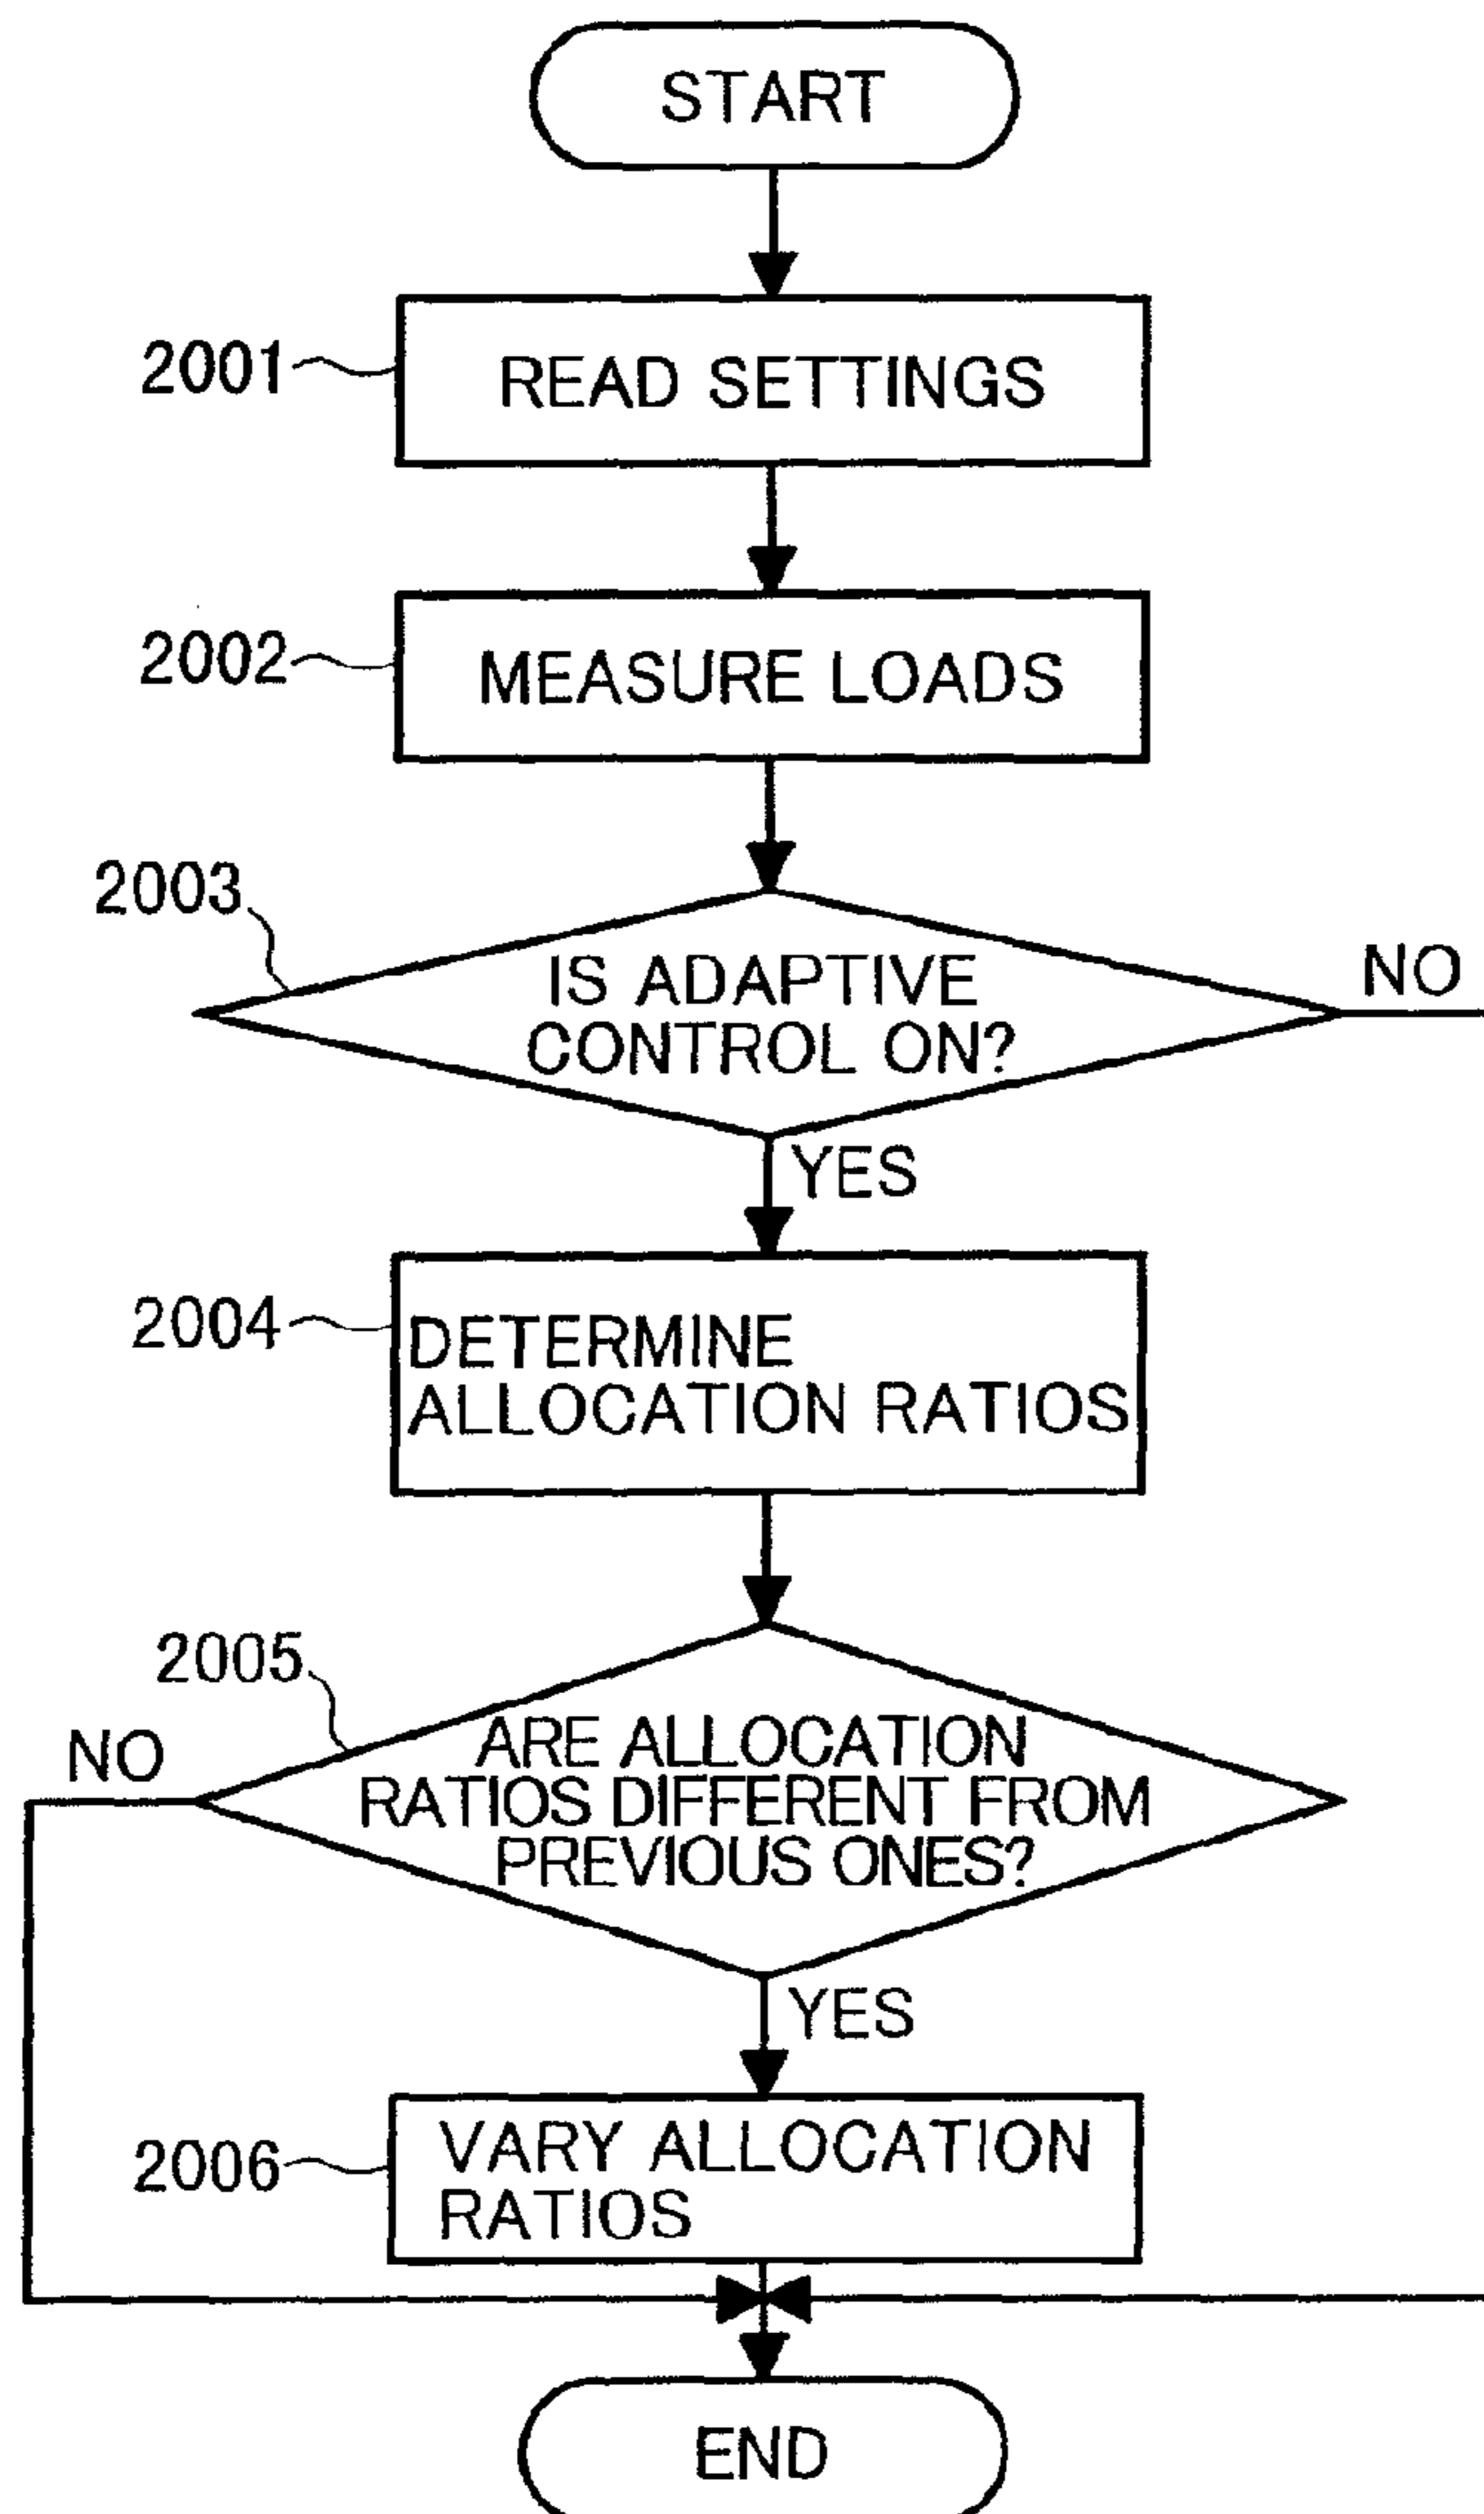 START
2001
READ SETTINGS
2002
MEASURE LOADS
2003
IS ADAPTIVE
CONTROL ON?
NO
YES
2004
DETERMINE
ALLOCATION RATIOS
2005
NO
ARE ALLOCATION
RATIOS DIFFERENT FROM
PREVIOUS ONES?
YES
2006
VARY ALLOCATION
RATIOS
END